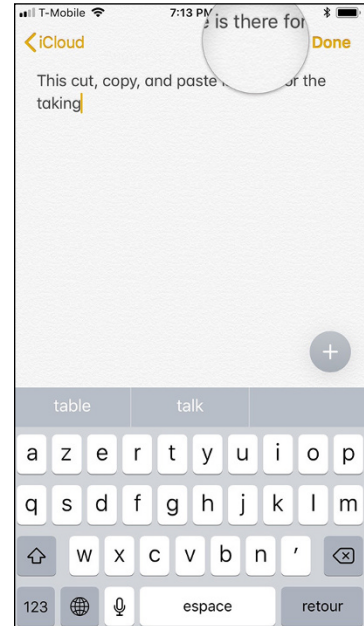 T-Mobile 7:13 PM
iCloud Done
is there for
This cut, copy, and paste or the
taking
table talk
a z e r t y u i o p
q s d f g h j k l m
w x c v b n '
123 espace retour